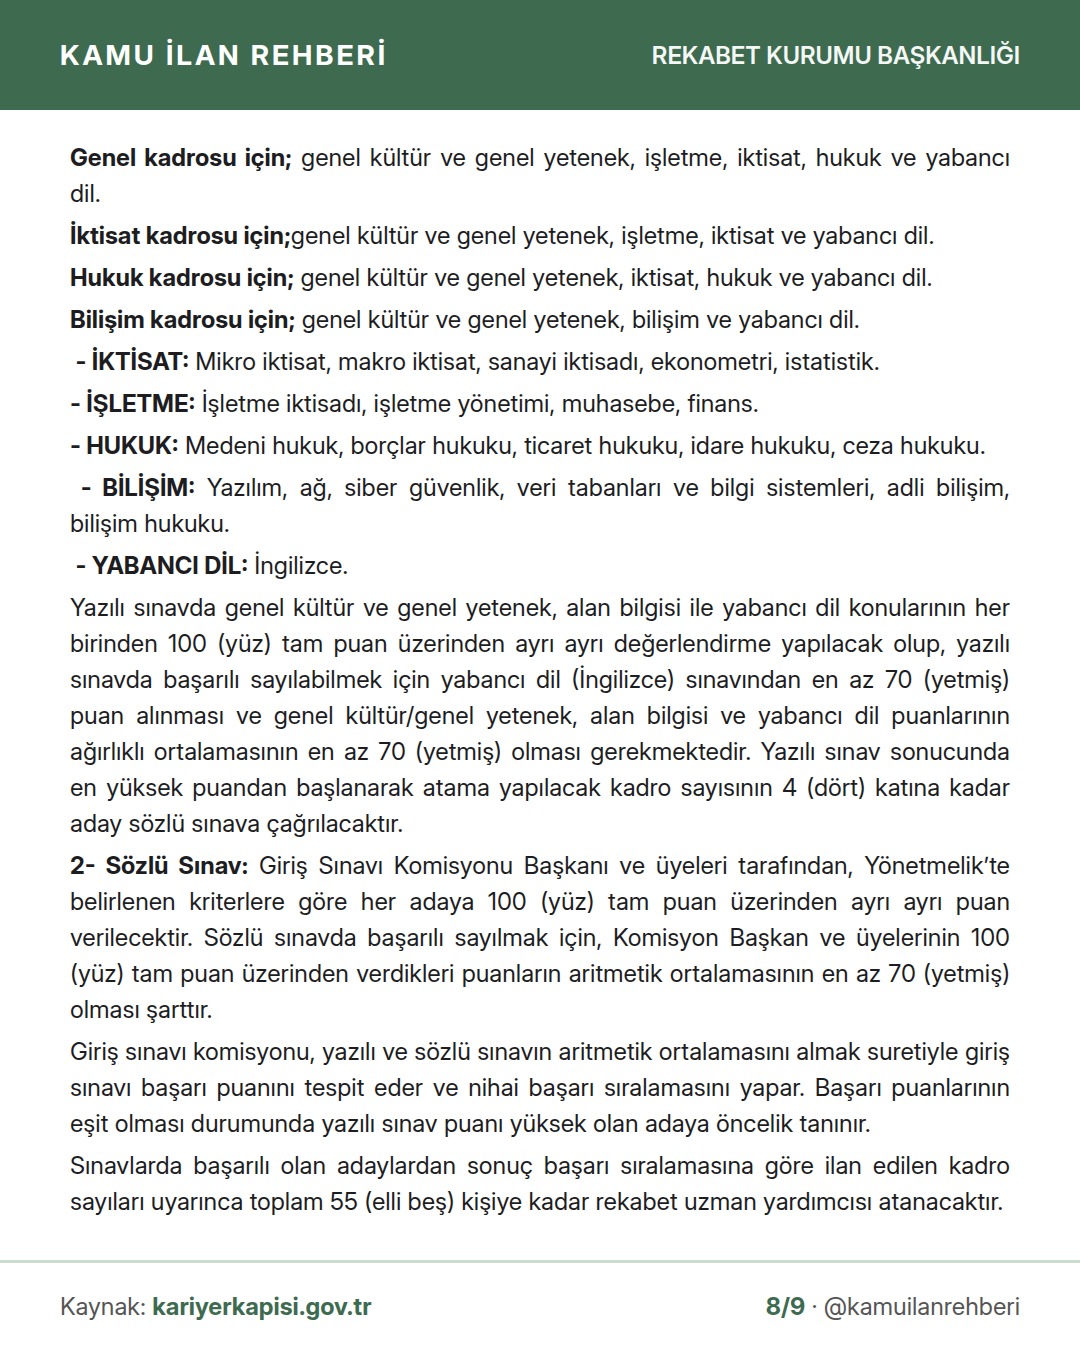 KAMU İLAN REHBERİ
REKABET KURUMU BAŞKANLIĞI
Genel kadrosu için; genel kültür ve genel yetenek, işletme, iktisat, hukuk ve yabancı
dil.
İktisat kadrosu için;genel kültür ve genel yetenek, işletme, iktisat ve yabancı dil.
Hukuk kadrosu için; genel kültür ve genel yetenek, iktisat, hukuk ve yabancı dil.
Bilişim kadrosu için; genel kültür ve genel yetenek, bilişim ve yabancı dil.
- İKTİSAT: Mikro iktisat, makro iktisat, sanayi iktisadı, ekonometri, istatistik.
- İŞLETME: İşletme iktisadı, işletme yönetimi, muhasebe, finans.
- HUKUK: Medeni hukuk, borçlar hukuku, ticaret hukuku, idare hukuku, ceza hukuku.
- BİLİŞİM: Yazılım, ağ, siber güvenlik, veri tabanları ve bilgi sistemleri, adli bilişim,
bilişim hukuku.
- YABANCI DİL: İngilizce.
Yazılı sınavda genel kültür ve genel yetenek, alan bilgisi ile yabancı dil konularının her
birinden 100 (yüz) tam puan üzerinden ayrı ayrı değerlendirme yapılacak olup, yazılı
sınavda başarılı sayılabilmek için yabancı dil (İngilizce) sınavından en az 70 (yetmiş)
puan alınması ve genel kültür/genel yetenek, alan bilgisi ve yabancı dil puanlarının
ağırlıklı ortalamasının en az 70 (yetmiş) olması gerekmektedir. Yazılı sınav sonucunda
en yüksek puandan başlanarak atama yapılacak kadro sayısının 4 (dört) katına kadar
aday sözlü sınava çağrılacaktır.
2- Sözlü Sınav: Giriş Sınavı Komisyonu Başkanı ve üyeleri tarafından, Yönetmelik’te
belirlenen kriterlere göre her adaya 100 (yüz) tam puan üzerinden ayrı ayrı puan
verilecektir. Sözlü sınavda başarılı sayılmak için, Komisyon Başkan ve üyelerinin 100
(yüz) tam puan üzerinden verdikleri puanların aritmetik ortalamasının en az 70 (yetmiş)
olması şarttır.
Giriş sınavı komisyonu, yazılı ve sözlü sınavın aritmetik ortalamasını almak suretiyle giriş
sınavı başarı puanını tespit eder ve nihai başarı sıralamasını yapar. Başarı puanlarının
eşit olması durumunda yazılı sınav puanı yüksek olan adaya öncelik tanınır.
Sınavlarda başarılı olan adaylardan sonuç başarı sıralamasına göre ilan edilen kadro
sayıları uyarınca toplam 55 (elli beş) kişiye kadar rekabet uzman yardımcısı atanacaktır.
Kaynak: kariyerkapisi.gov.tr
8/9 · @kamuilanrehberi